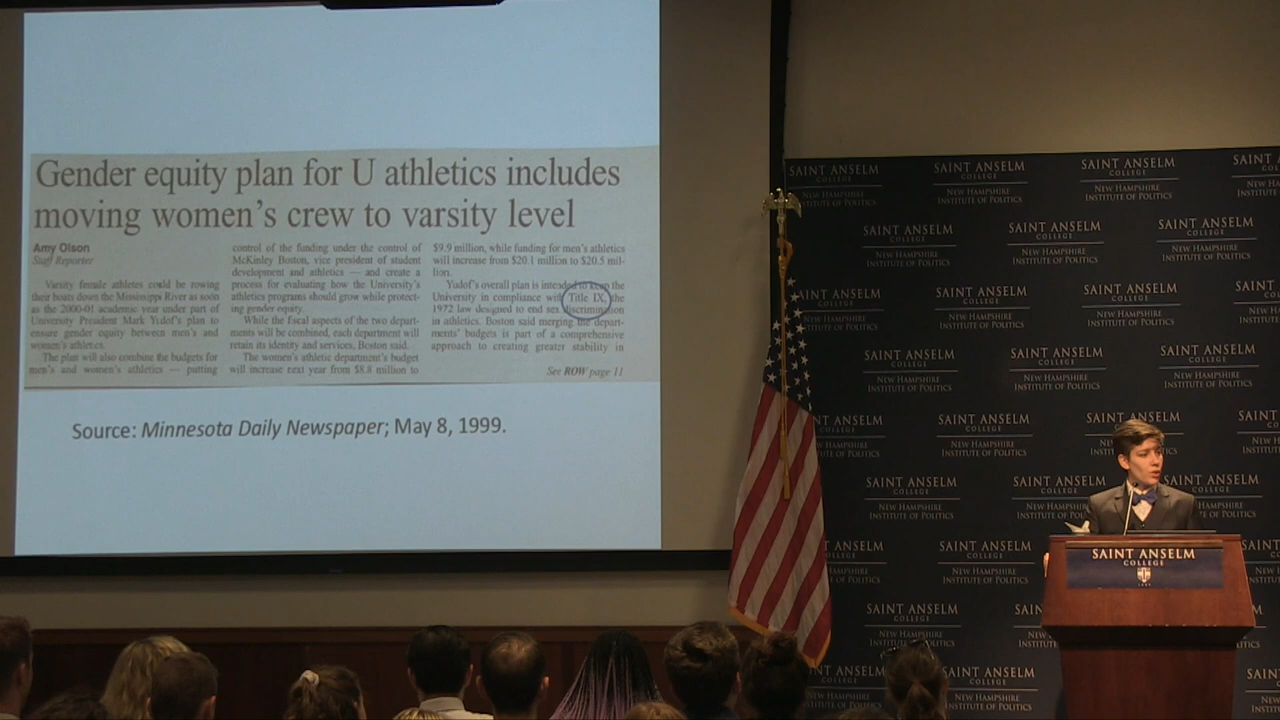 Gender equity plan for U athletics includes
moving women's crew to varsity level
Amy Olson
Staff Reporter
Varsity female athletes could be rowing
their boats down the Mississippi River as soon
as the 2000-01 academic year under part of
University President Mark Yudof's plan to
ensure gender equity between men's and
women's athletes.
The plan will also combine the budgets for
men's and women's athletics — putting
control of the funding under the control of
McKinley Boston, vice president of student
development and athletics — and create a
process for evaluating how the University's
athletics programs should grow while protect-
ing gender equity.
While the fiscal aspects of the two depart-
ments will be combined, each department will
retain its identity and services, Boston said.
The women's athletic department's budget
will increase next year from $8.8 million to
$9.9 million, while funding for men's athletics
will increase from $20.1 million to $20.5 mil-
lion.
Yudof's overall plan is intended to keep the
University in compliance with Title IX, the
1972 law designed to end sex discrimination
in athletics. Boston said merging the depart-
ments' budgets is part of a comprehensive
approach to creating greater stability in
See ROW page 11
Source: Minnesota Daily Newspaper; May 8, 1999.
SAINT ANSELM
COLLEGE
NEW HAMPSHIRE
INSTITUTE OF POLITICS
SAINT ANSELM
COLLEGE